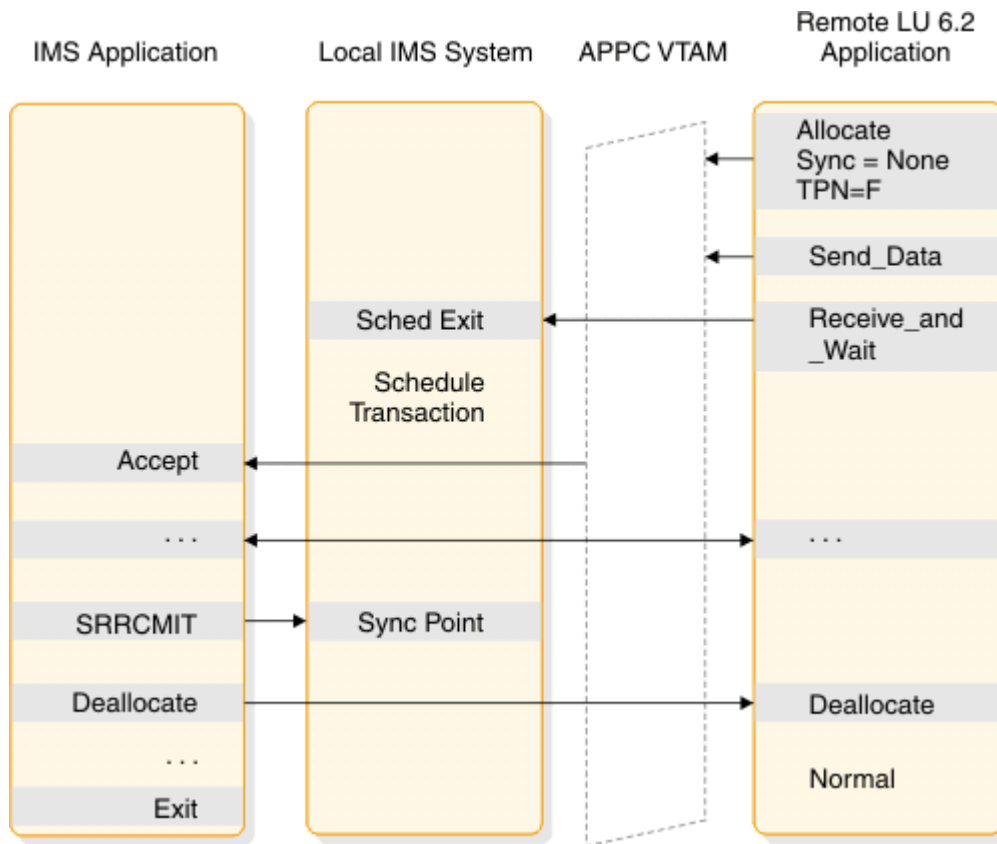 IMS Application
Local IMS System
APPC VTAM
Remote LU 6.2
Application
Allocate
Sync = None
TPN=F
Send_Data
Sched Exit
Receive_and
_Wait
Schedule
Transaction
Accept
. . .
. . .
SRRCMIT
Sync Point
Deallocate
Deallocate
. . .
Normal
Exit